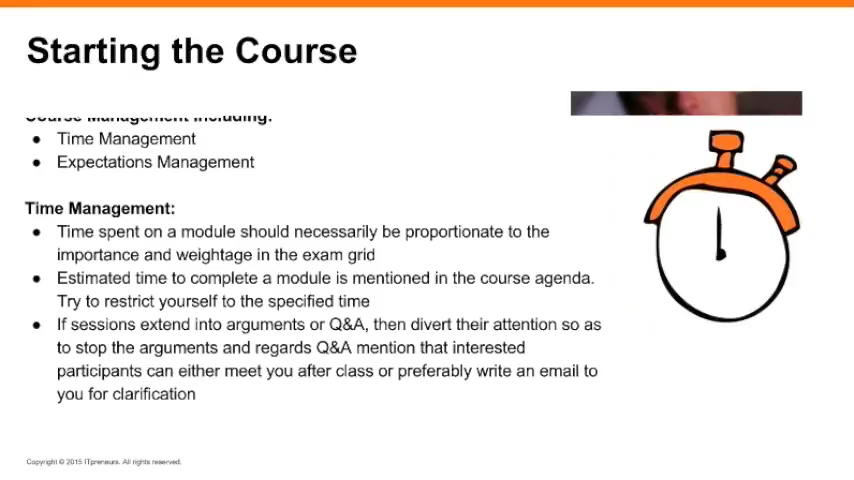 Starting the Course
Course Management Including:
● Time Management
● Expectations Management
Time Management:
● Time spent on a module should necessarily be proportionate to the
importance and weightage in the exam grid
● Estimated time to complete a module is mentioned in the course agenda.
Try to restrict yourself to the specified time
● If sessions extend into arguments or Q&A, then divert their attention so as
to stop the arguments and regards Q&A mention that interested
participants can either meet you after class or preferably write an email to
you for clarification
Copyright © 2015 ITpreneurs. All rights reserved.